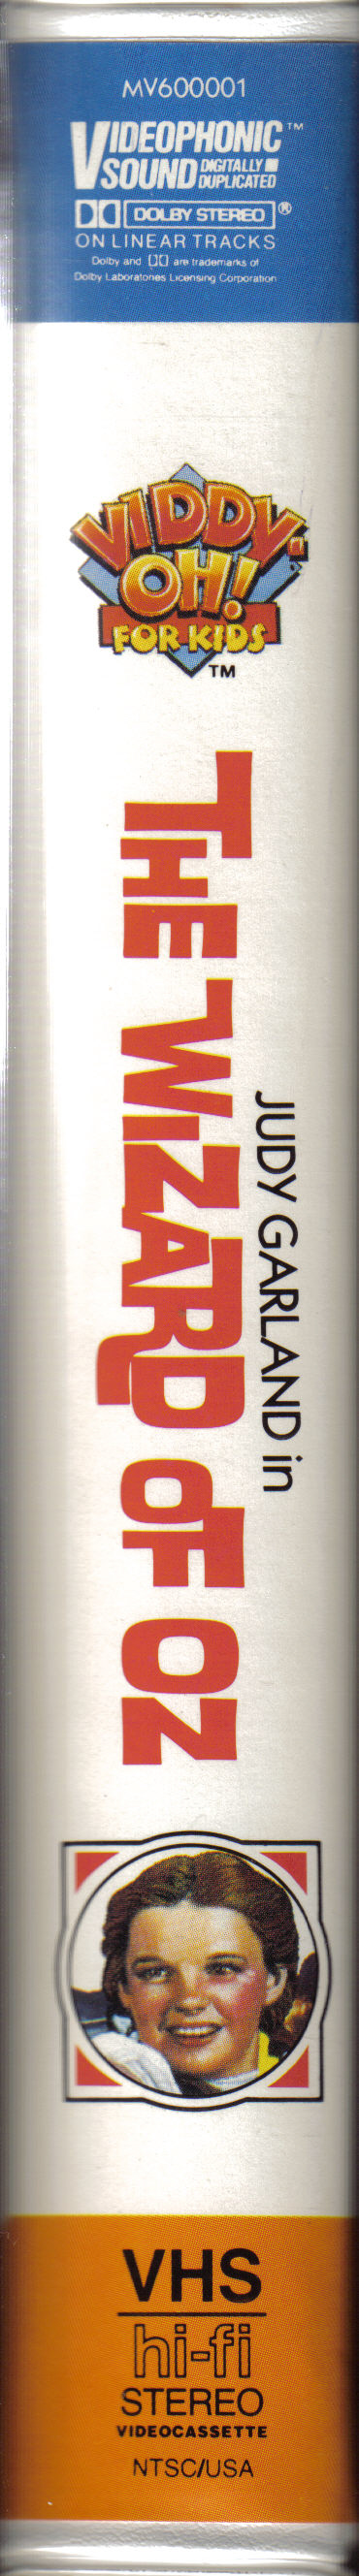 MV600001
VIDEOPHONIC™
SOUND DIGITALLY DUPLICATED
DOLBY STEREO®
ON LINEAR TRACKS
Dolby and are trademarks of
Dolby Laboratories Licensing Corporation
VIDDY-
OH!
FOR KIDS
TM
JUDY GARLAND in
THE WIZARD OF OZ
VHS
hi-fi
STEREO
VIDEOCASSETTE
NTSC/USA